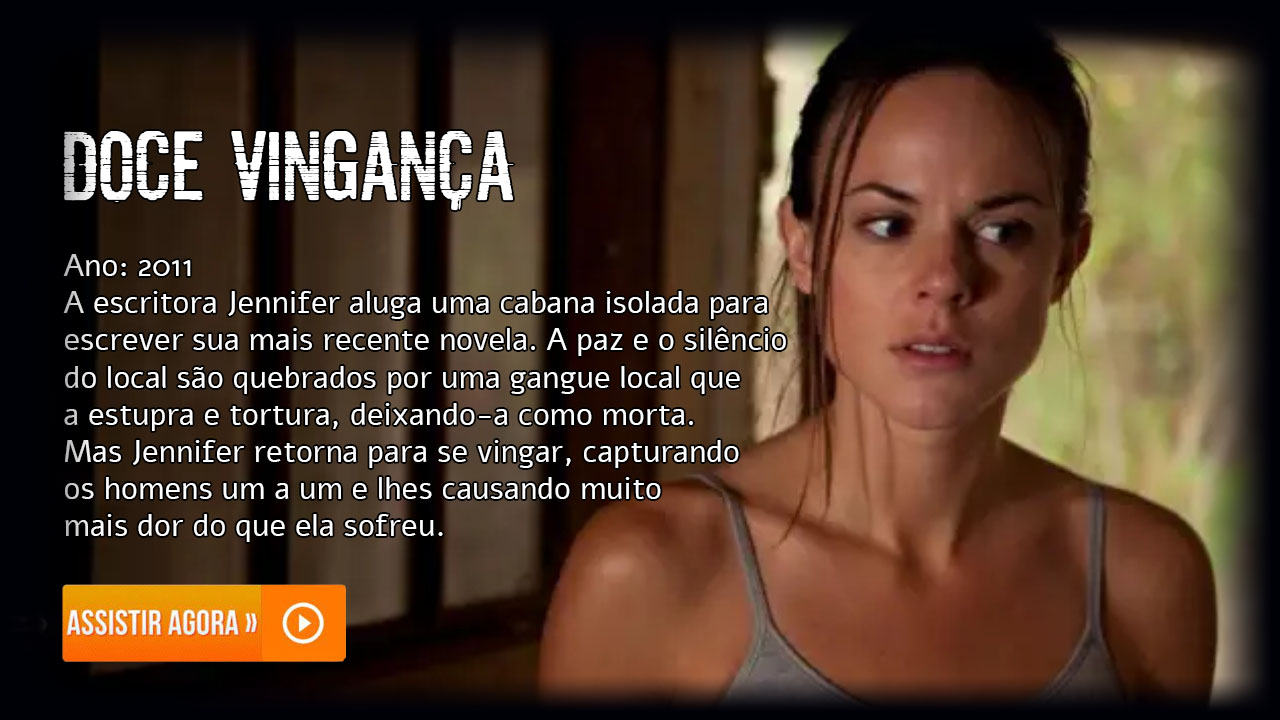 DOCE VINGANÇA
Ano: 2011
A escritora Jennifer aluga uma cabana isolada para
escrever sua mais recente novela. A paz e o silêncio
do local são quebrados por uma gangue local que
a estupra e tortura, deixando-a como morta.
Mas Jennifer retorna para se vingar, capturando
os homens um a um e lhes causando muito
mais dor do que ela sofreu.
ASSISTIR AGORA »